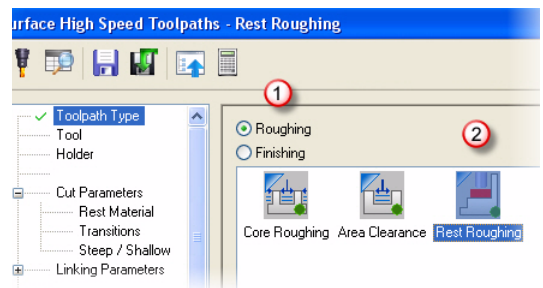 urface High Speed Toolpaths - Rest Roughing
1
Toolpath Type
Roughing
2
Tool
Holder
Finishing
Cut Parameters
Rest Material
Transitions
Steep / Shallow
Linking Parameters
Core Roughing Area Clearance Rest Roughing